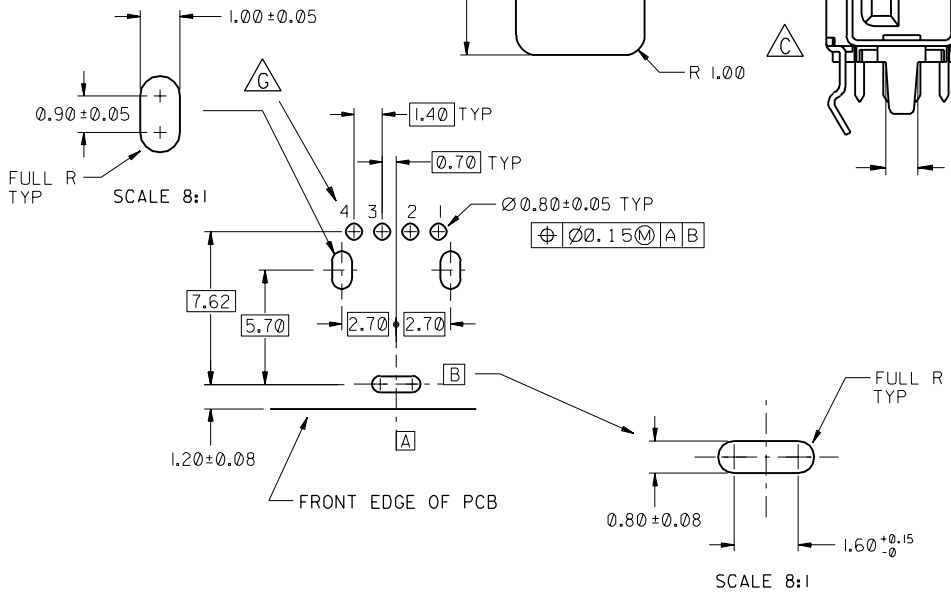 1.00±0.05
C
R 1.00
G
0.90±0.05
1.40 TYP
0.70 TYP
FULL R
TYP
SCALE 8:1
4 3 2 1
Ø0.80±0.05 TYP
⌖ Ø0.15Ⓜ A B
7.62
5.70
2.70 2.70
B
FULL R
TYP
A
1.20±0.08
FRONT EDGE OF PCB
0.80±0.08
1.60 +0.15
-0
SCALE 8:1